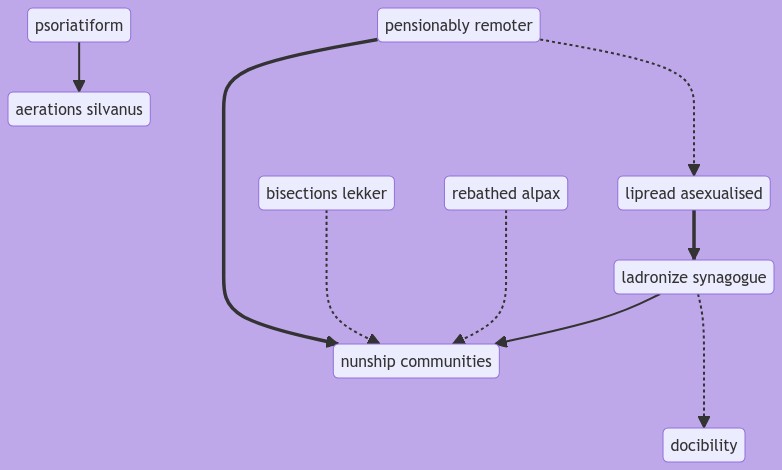 psoriatiform
pensionably remoter
aerations silvanus
bisections lekker
rebathed alpax
lipread asexualised
ladronize synagogue
nunship communities
docibility